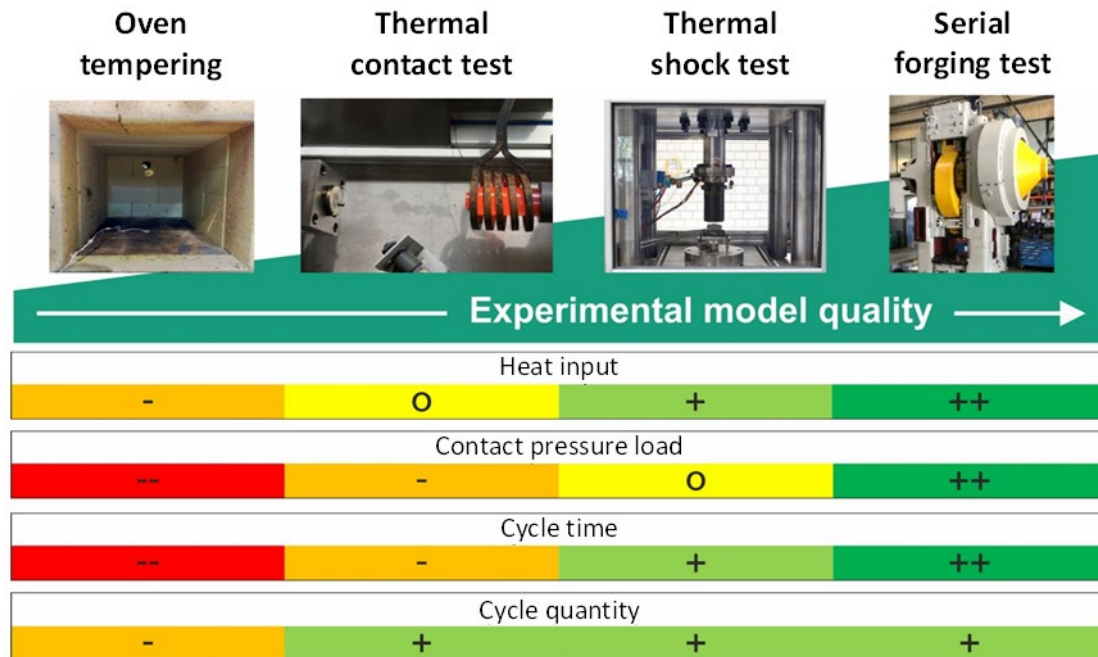 Oven
tempering
Thermal
contact test
Thermal
shock test
Serial
forging test
Experimental model quality
Heat input
- O + ++
Contact pressure load
-- - O ++
Cycle time
-- - + ++
Cycle quantity
- + + +